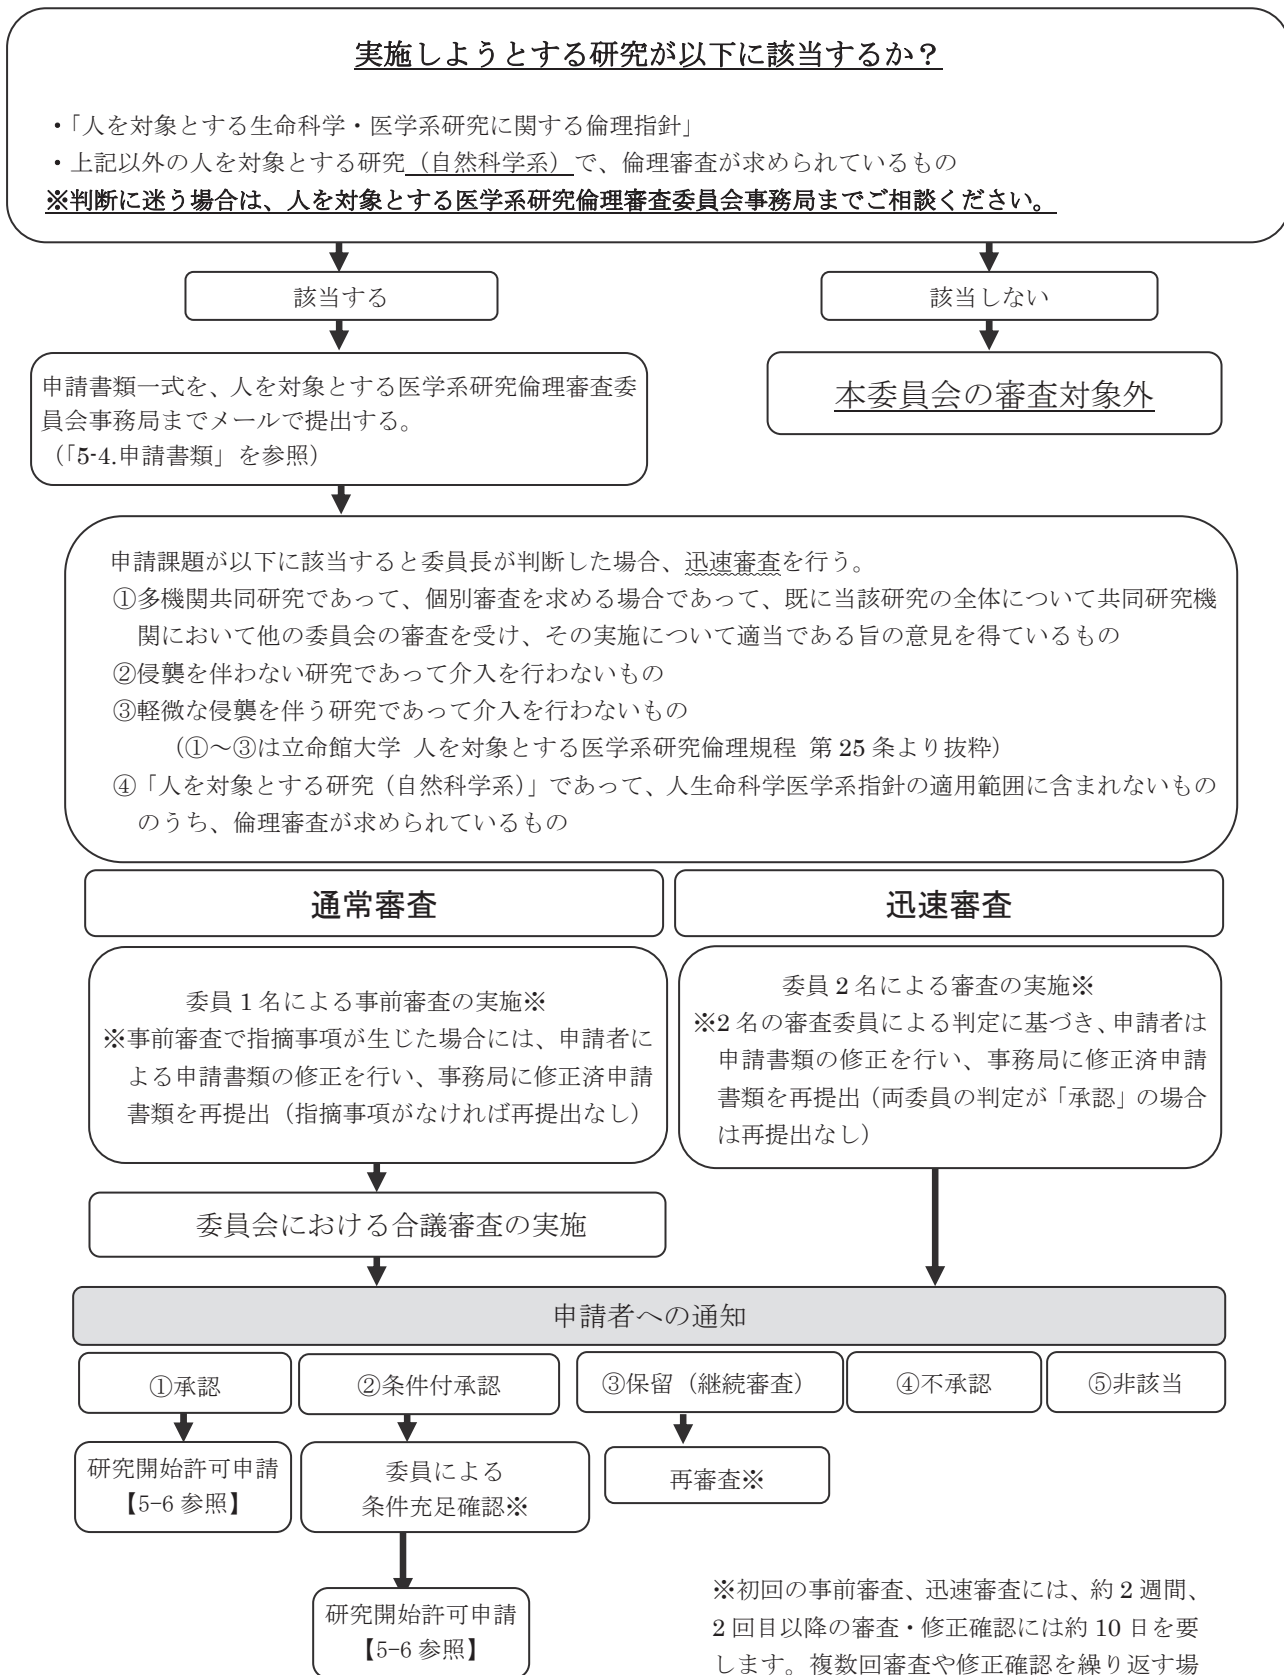 実施しようとする研究が以下に該当するか？
・「人を対象とする生命科学・医学系研究に関する倫理指針」
・上記以外の人を対象とする研究（自然科学系）で、倫理審査が求められているもの
※判断に迷う場合は、人を対象とする医学系研究倫理審査委員会事務局までご相談ください。
該当する
該当しない
申請書類一式を、人を対象とする医学系研究倫理審査委
員会事務局までメールで提出する。
（「5-4.申請書類」を参照）
本委員会の審査対象外
申請課題が以下に該当すると委員長が判断した場合、迅速審査を行う。
①多機関共同研究であって、個別審査を求める場合であって、既に当該研究の全体について共同研究機
関において他の委員会の審査を受け、その実施について適当である旨の意見を得ているもの
②侵襲を伴わない研究であって介入を行わないもの
③軽微な侵襲を伴う研究であって介入を行わないもの
（①～③は立命館大学 人を対象とする医学系研究倫理規程 第 25 条より抜粋）
④「人を対象とする研究（自然科学系）」であって、人生命科学医学系指針の適用範囲に含まれないもの
のうち、倫理審査が求められているもの
通常審査
迅速審査
委員 1 名による事前審査の実施※
※事前審査で指摘事項が生じた場合には、申請者に
よる申請書類の修正を行い、事務局に修正済申請
書類を再提出（指摘事項がなければ再提出なし）
委員 2 名による審査の実施※
※2 名の審査委員による判定に基づき、申請者は
申請書類の修正を行い、事務局に修正済申請
書類を再提出（両委員の判定が「承認」の場合
は再提出なし）
委員会における合議審査の実施
申請者への通知
①承認
②条件付承認
③保留（継続審査）
④不承認
⑤非該当
研究開始許可申請
【5-6 参照】
委員による
条件充足確認※
再審査※
研究開始許可申請
【5-6 参照】
※初回の事前審査、迅速審査には、約 2 週間、
2 回目以降の審査・修正確認には約 10 日を要
します。複数回審査や修正確認を繰り返す場